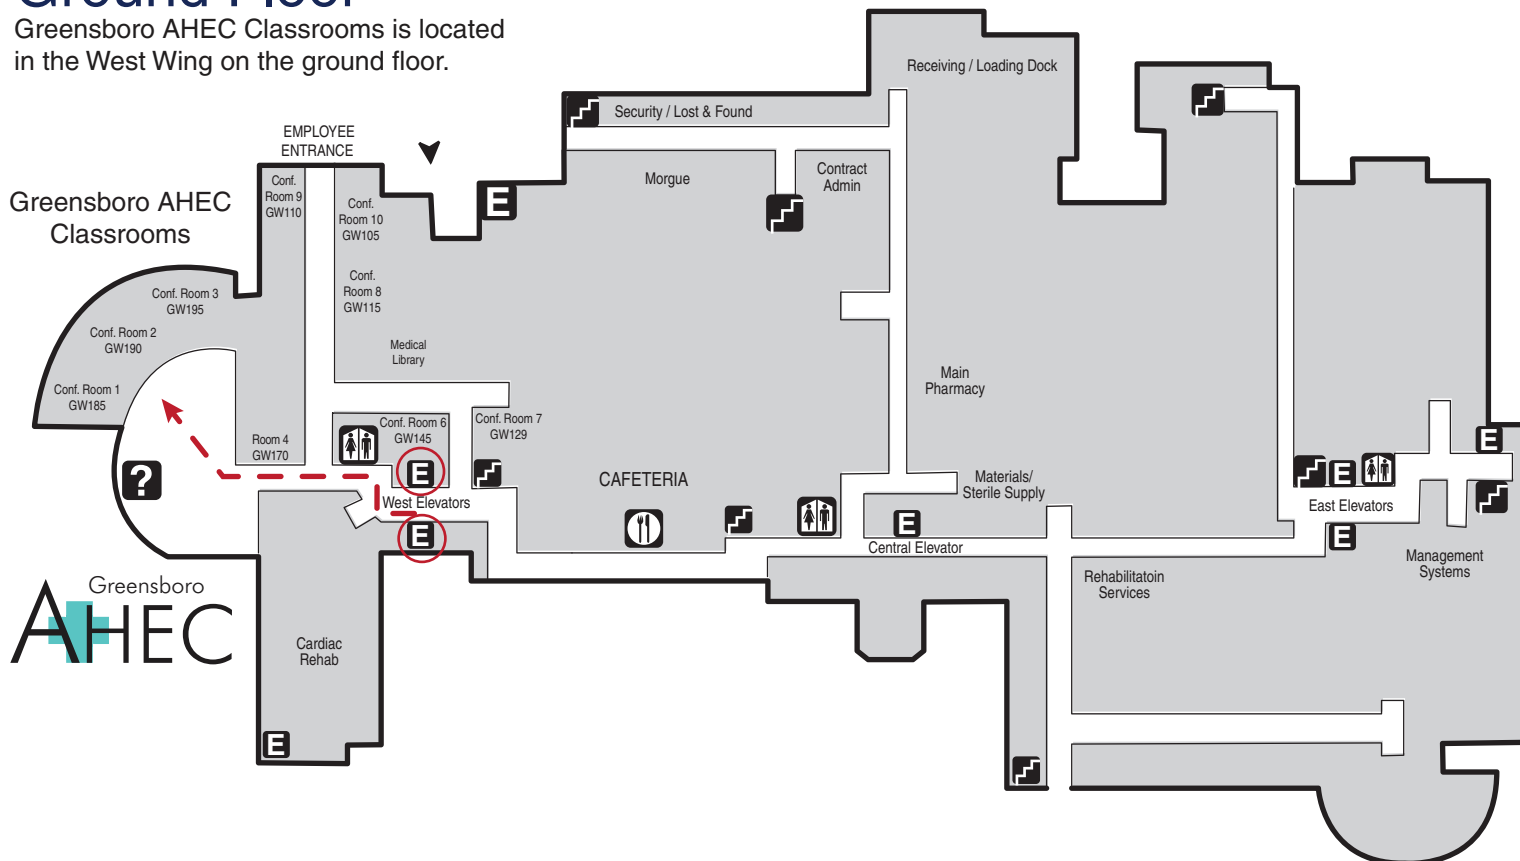 Ground Floor
Greensboro AHEC Classrooms is located
in the West Wing on the ground floor.
Receiving / Loading Dock
Security / Lost & Found
EMPLOYEE
ENTRANCE
Contract
Admin
Morgue
Conf.
Room 9
GW110
Conf.
Room 10
GW105
E
Greensboro AHEC
Classrooms
Conf.
Room 8
GW115
Conf. Room 3
GW195
Conf. Room 2
GW190
Medical
Library
Conf. Room 1
GW185
Main
Pharmacy
Conf. Room 6
GW145
Conf. Room 7
GW129
Room 4
GW170
E
?
E
CAFETERIA
Materials/
Sterile Supply
E
West Elevators
East Elevators
E
E
E
Central Elevator
Management
Systems
Rehabilitatoin
Services
Greensboro
AHEC
Cardiac
Rehab
E